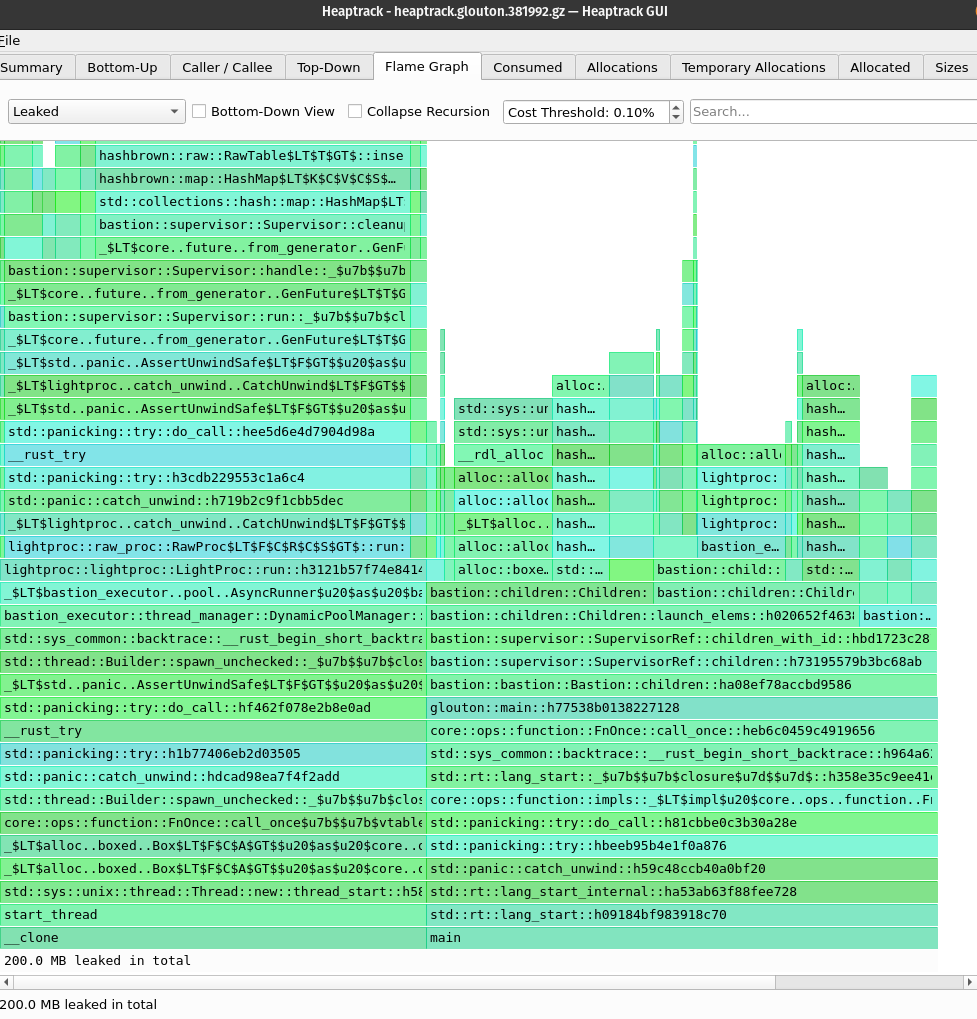 Heaptrack - heaptrack.glouton.381992.gz — Heaptrack GUI
File
Summary Bottom-Up Caller / Callee Top-Down Flame Graph Consumed Allocations Temporary Allocations Allocated Sizes
Leaked Bottom-Down View Collapse Recursion Cost Threshold: 0.10% Search...
hashbrown::raw::RawTable$LT$T$GT$::inse
hashbrown::map::HashMap$LT$K$C$V$C$S$…
std::collections::hash::map::HashMap$LT
bastion::supervisor::Supervisor::cleanu
_$LT$core..future..from_generator..GenF
bastion::supervisor::Supervisor::handle::_$u7b$$u7b
_$LT$core..future..from_generator..GenFuture$LT$T$G
bastion::supervisor::Supervisor::run::_$u7b$$u7b$cl
_$LT$core..future..from_generator..GenFuture$LT$T$G
_$LT$std..panic..AssertUnwindSafe$LT$F$GT$$u20$as$u
_$LT$lightproc..catch_unwind..CatchUnwind$LT$F$GT$$ alloc:: alloc::
_$LT$std..panic..AssertUnwindSafe$LT$F$GT$$u20$as$u std::sys::un hash… hash…
std::panicking::try::do_call::hee5d6e4d7904d98a std::sys::un hash… hash…
__rust_try __rdl_alloc hash… alloc::all hash…
std::panicking::try::h3cdb229553c1a6c4 alloc::alloc hash… lightproc: hash…
std::panic::catch_unwind::h719b2c9f1cbb5dec alloc::alloc hash… lightproc: hash…
_$LT$lightproc..catch_unwind..CatchUnwind$LT$F$GT$$ _$LT$alloc.. hash… lightproc: hash…
lightproc::raw_proc::RawProc$LT$F$C$R$C$S$GT$::run: alloc::alloc hash… bastion_e… hash…
lightproc::lightproc::LightProc::run::h3121b57f74e8414 alloc::boxe… std::… bastion::child:: std::…
_$LT$bastion_executor..pool..AsyncRunner$u20$as$u20$ba bastion::children::Children: bastion::children::Childr
bastion_executor::thread_manager::DynamicPoolManager:: bastion::children::Children::launch_elems::h020652f463 bastion:…
std::sys_common::backtrace::__rust_begin_short_backtra bastion::supervisor::SupervisorRef::children_with_id::hbd1723c28
std::thread::Builder::spawn_unchecked::_$u7b$$u7b$clos bastion::supervisor::SupervisorRef::children::h73195579b3bc68ab
_$LT$std..panic..AssertUnwindSafe$LT$F$GT$$u20$as$u20$ bastion::bastion::Bastion::children::ha08ef78accbd9586
std::panicking::try::do_call::hf462f078e2b8e0ad glouton::main::h77538b0138227128
__rust_try core::ops::function::FnOnce::call_once::heb6c0459c4919656
std::panicking::try::h1b77406eb2d03505 std::sys_common::backtrace::__rust_begin_short_backtrace::h964a6
std::panic::catch_unwind::hdcad98ea7f4f2add std::rt::lang_start::_$u7b$$u7b$closure$u7d$$u7d$::h358e35c9ee41
std::thread::Builder::spawn_unchecked::_$u7b$$u7b$clos core::ops::function::impls::_$LT$impl$u20$core..ops..function..F
core::ops::function::FnOnce::call_once$u7b$$u7b$vtable std::panicking::try::do_call::h81cbbe0c3b30a28e
_$LT$alloc..boxed..Box$LT$F$C$A$GT$$u20$as$u20$core..o std::panicking::try::hbeeb95b4e1f0a876
_$LT$alloc..boxed..Box$LT$F$C$A$GT$$u20$as$u20$core..o std::panic::catch_unwind::h59c48ccb40a0bf20
std::sys::unix::thread::Thread::new::thread_start::h58 std::rt::lang_start_internal::ha53ab63f88fee728
start_thread std::rt::lang_start::h09184bf983918c70
__clone main
200.0 MB leaked in total
200.0 MB leaked in total